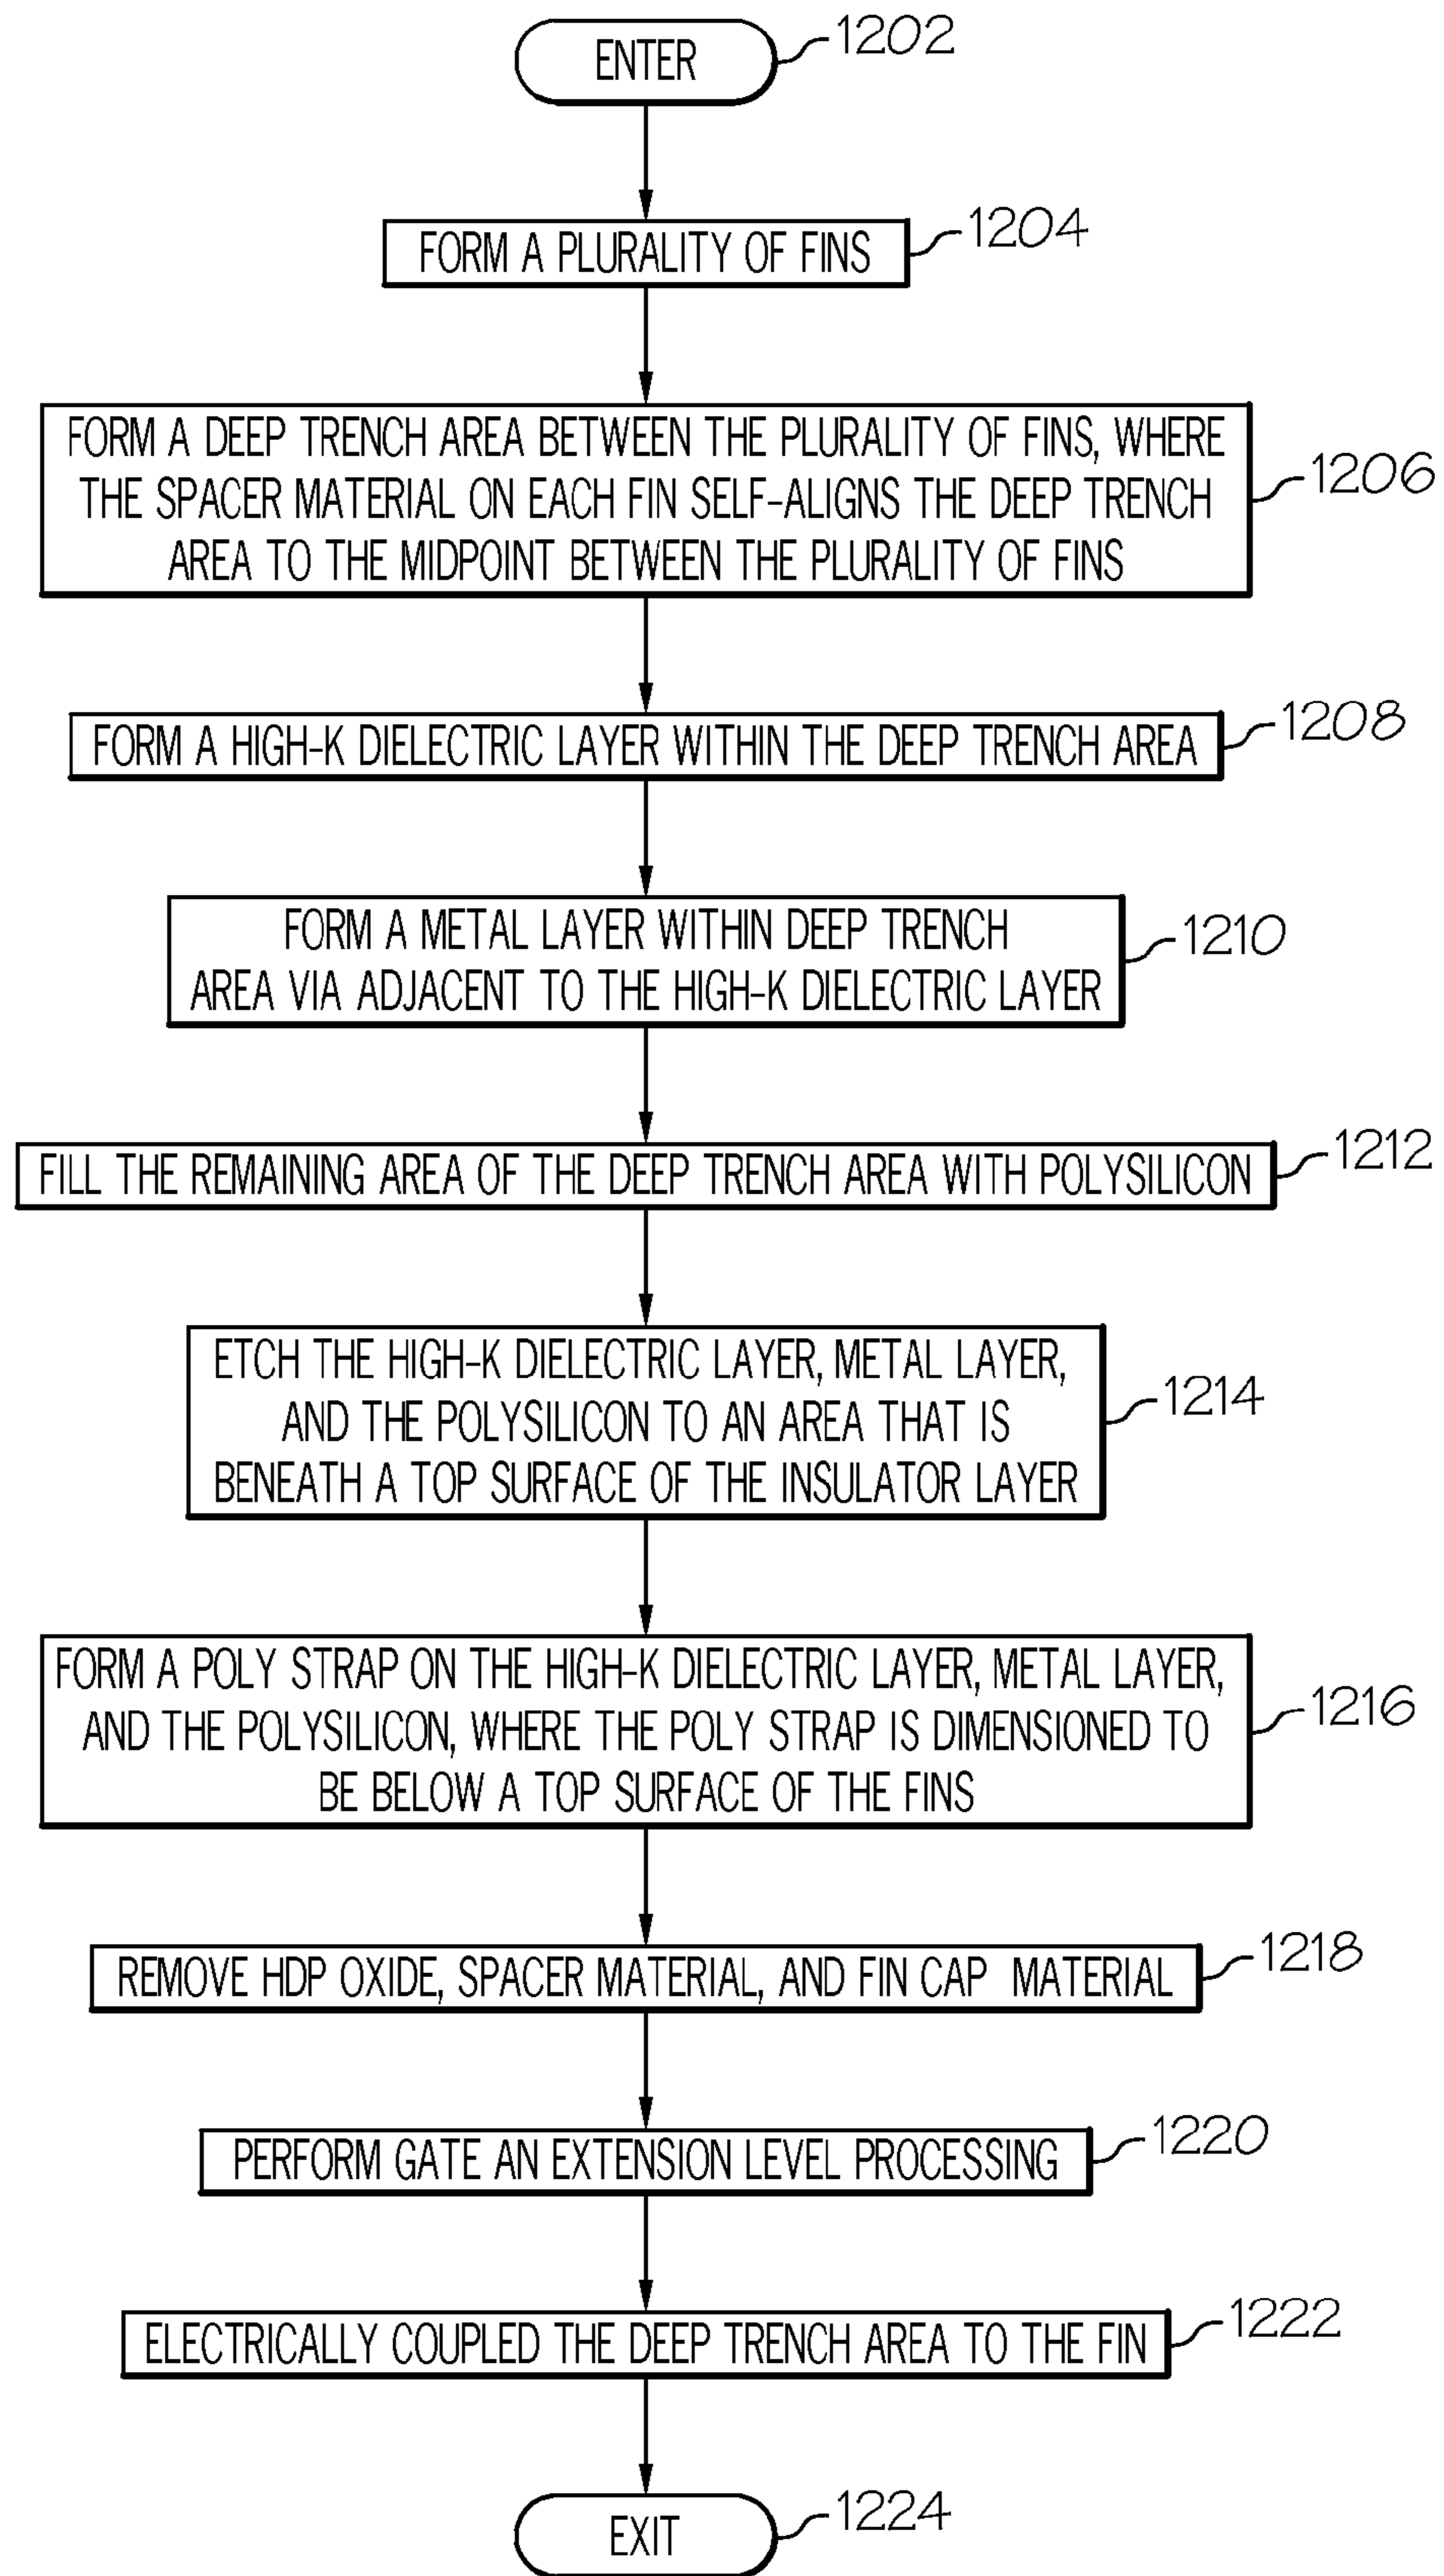 ENTER
1202
FORM A PLURALITY OF FINS
1204
FORM A DEEP TRENCH AREA BETWEEN THE PLURALITY OF FINS, WHERE
THE SPACER MATERIAL ON EACH FIN SELF-ALIGNS THE DEEP TRENCH
AREA TO THE MIDPOINT BETWEEN THE PLURALITY OF FINS
1206
FORM A HIGH-K DIELECTRIC LAYER WITHIN THE DEEP TRENCH AREA
1208
FORM A METAL LAYER WITHIN DEEP TRENCH
AREA VIA ADJACENT TO THE HIGH-K DIELECTRIC LAYER
1210
FILL THE REMAINING AREA OF THE DEEP TRENCH AREA WITH POLYSILICON
1212
ETCH THE HIGH-K DIELECTRIC LAYER, METAL LAYER,
AND THE POLYSILICON TO AN AREA THAT IS
BENEATH A TOP SURFACE OF THE INSULATOR LAYER
1214
FORM A POLY STRAP ON THE HIGH-K DIELECTRIC LAYER, METAL LAYER,
AND THE POLYSILICON, WHERE THE POLY STRAP IS DIMENSIONED TO
BE BELOW A TOP SURFACE OF THE FINS
1216
REMOVE HDP OXIDE, SPACER MATERIAL, AND FIN CAP MATERIAL
1218
PERFORM GATE AN EXTENSION LEVEL PROCESSING
1220
ELECTRICALLY COUPLED THE DEEP TRENCH AREA TO THE FIN
1222
EXIT
1224